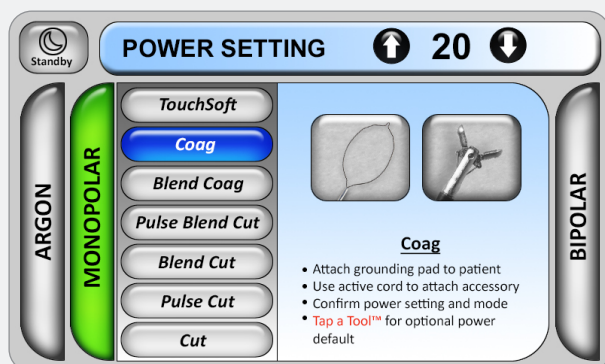 Standby
POWER SETTING 20
ARGON
MONOPOLAR
TouchSoft
Coag
Blend Coag
Pulse Blend Cut
Blend Cut
Pulse Cut
Cut
Coag
• Attach grounding pad to patient
• Use active cord to attach accessory
• Confirm power setting and mode
• Tap a Tool™ for optional power
default
BIPOLAR